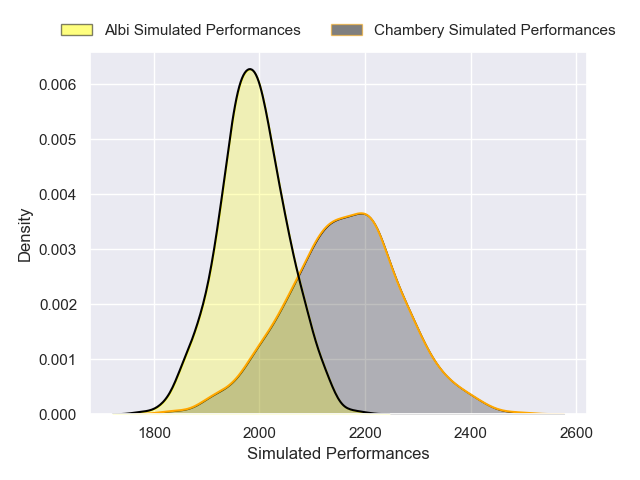 Albi Simulated Performances Chambery Simulated Performances
0.006
0.005
0.004
0.003
0.002
0.001
0.000
Density
1800 2000 2200 2400 2600
Simulated Performances